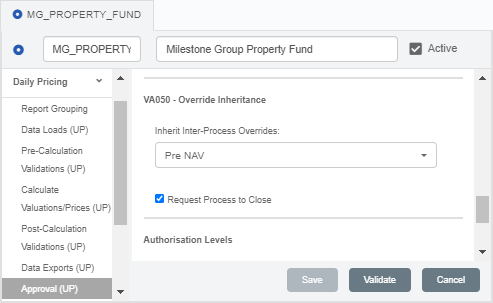 MG_PROPERTY_FUND
MG_PROPERTY
Milestone Group Property Fund
Active
Daily Pricing
Report Grouping
Data Loads (UP)
Pre-Calculation
Validations (UP)
Calculate
Valuations/Prices (UP)
Post-Calculation
Validations (UP)
Data Exports (UP)
Approval (UP)
VA050 - Override Inheritance
Inherit Inter-Process Overrides:
Pre NAV
Request Process to Close
Authorisation Levels
Save
Validate
Cancel